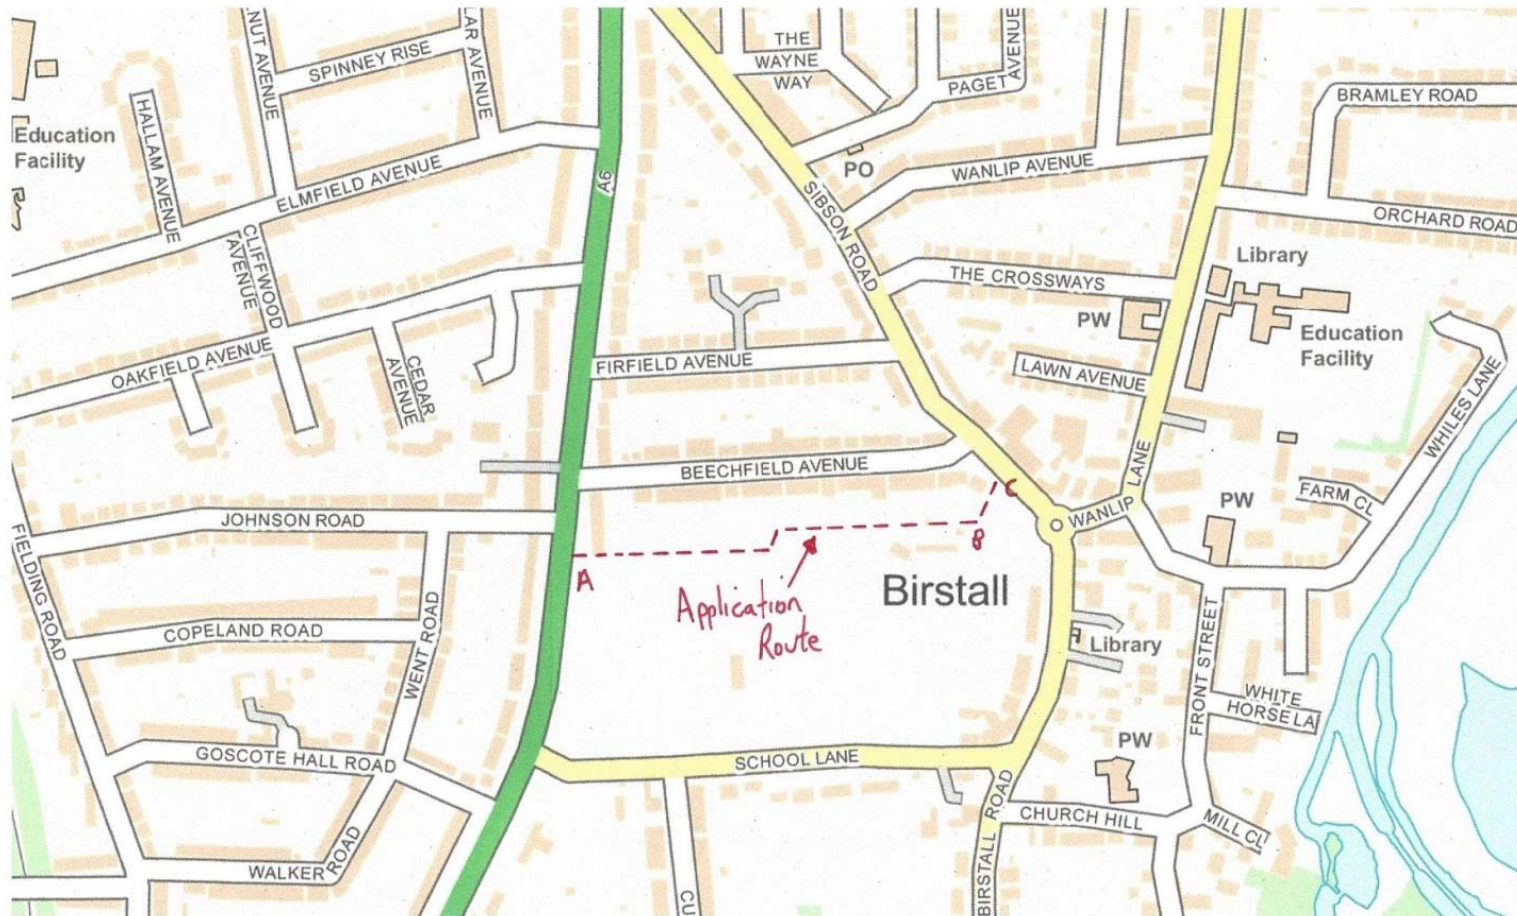 NUT AVENUE
LAR AVENUE
SPINNEY RISE
THE
WAYNE
WAY
PAGET
AVENUE
BRAMLEY ROAD
Education
Facility
HALLAM AVENUE
ELMFIELD AVENUE
A6
PO
WANLIP AVENUE
SIBSON ROAD
ORCHARD ROAD
CLIFFWOOD
AVENUE
Library
THE CROSSWAYS
PW
Education
Facility
OAKFIELD AVENUE
CEDAR
AVENUE
FIRFIELD AVENUE
LAWN AVENUE
WHILES LANE
BEECHFIELD AVENUE
WANLIP
LANE
FARM CL
PW
JOHNSON ROAD
FIELDING ROAD
C
B
A
Application
Route
Birstall
COPELAND ROAD
WENT ROAD
Library
FRONT STREET
WHITE
HORSE LA
GOSCOTE HALL ROAD
SCHOOL LANE
PW
CHURCH HILL
MILL CL
BIRSTALL ROAD
WALKER
ROAD
CU